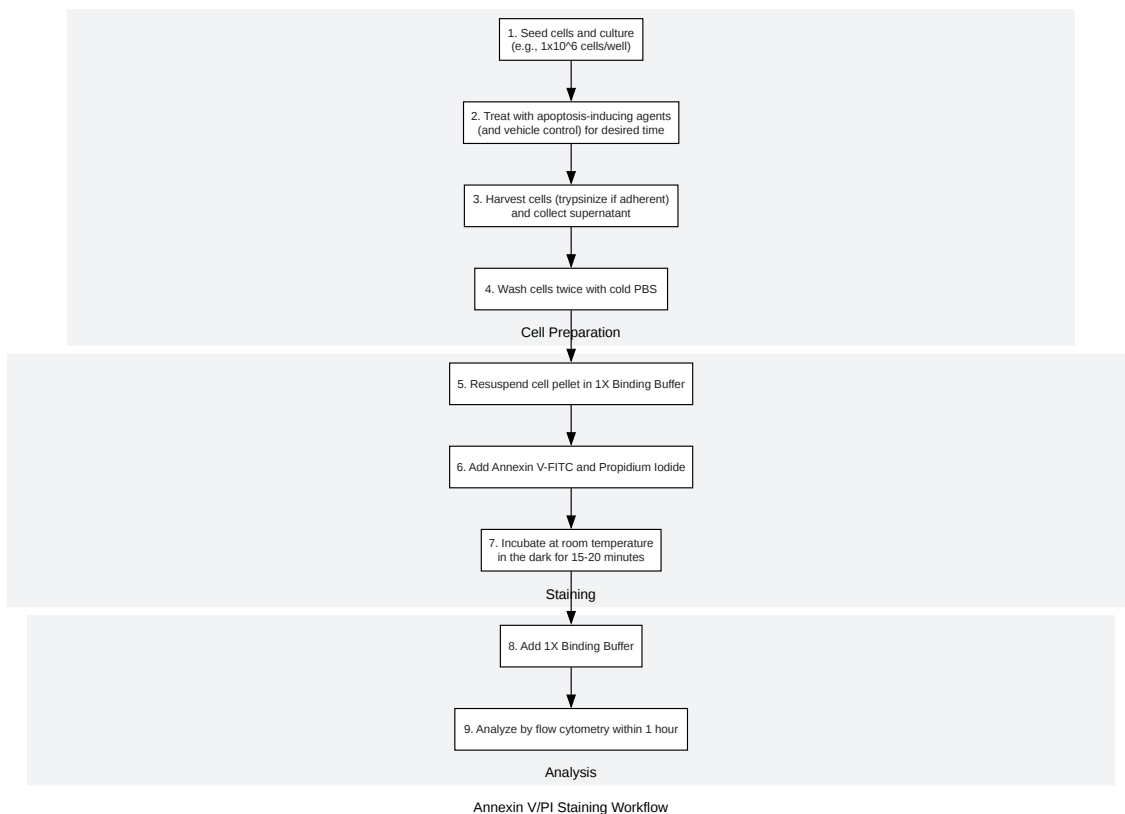 1. Seed cells and culture
(e.g., 1x10^6 cells/well)
2. Treat with apoptosis-inducing agents
(and vehicle control) for desired time
3. Harvest cells (trypsinize if adherent)
and collect supernatant
4. Wash cells twice with cold PBS
Cell Preparation
5. Resuspend cell pellet in 1X Binding Buffer
6. Add Annexin V-FITC and Propidium Iodide
7. Incubate at room temperature
in the dark for 15-20 minutes
Staining
8. Add 1X Binding Buffer
9. Analyze by flow cytometry within 1 hour
Analysis
Annexin V/PI Staining Workflow